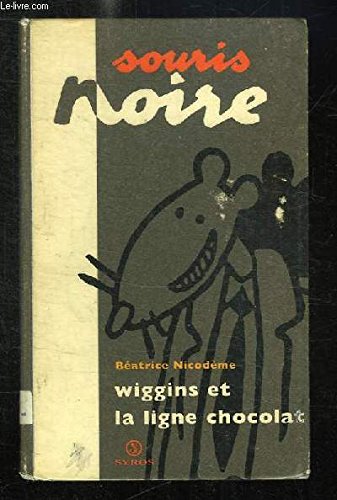 Le-livre.com
souris
noire
Béatrice Nicodème
wiggins et
la ligne chocolat
SYROS